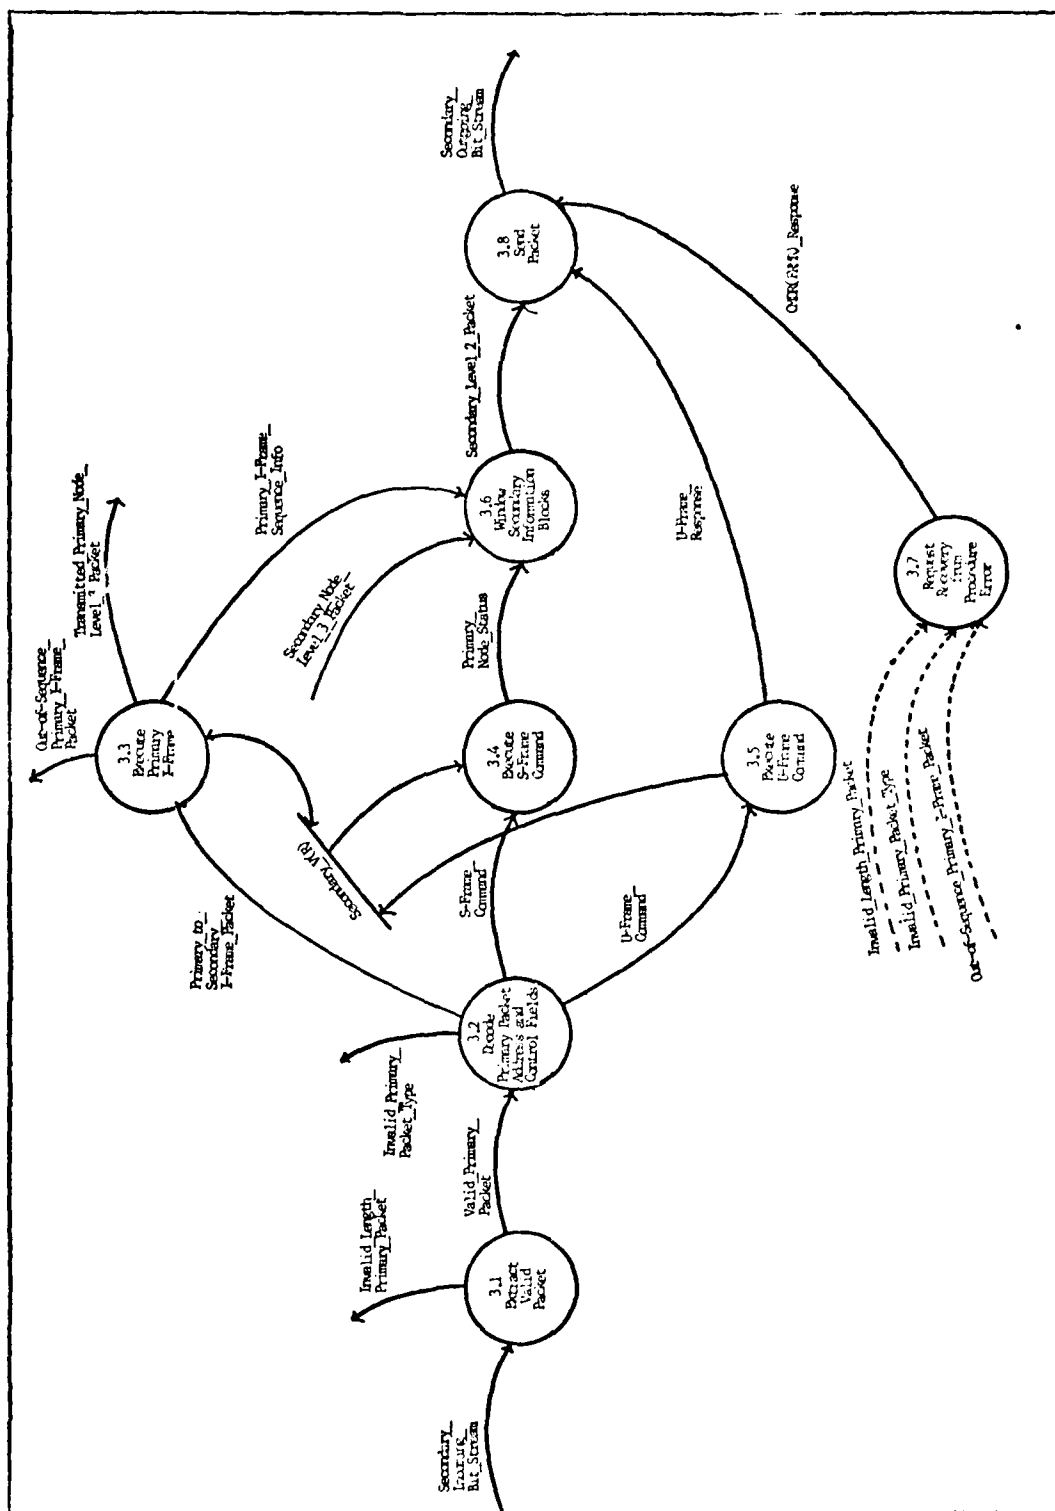 Secondary_
Incoming_
Bit_Stream
3.1
Extract
Valid
Packet
Invalid_Length_
Primary_Packet
Valid_Primary_
Packet
3.2
Decode
Primary Packet
Address and
Control Fields
Invalid_Primary_
Packet_Type
Primary_to_
Secondary_
I-Frame_Packet
S-Frame_
Command
U-Frame_
Command
Secondary_V(R)
3.3
Execute
Primary
I-Frame
Out-of-Sequence_
Primary_I-Frame_
Packet
Transmitted_Primary_Node_
Level_3_Packet
Primary_I-Frame_
Sequence_Info
Secondary_Node_
Level_3_Packet
3.4
Execute
S-Frame
Command
Primary_
Node_Status
3.5
Execute
U-Frame
Command
U-Frame_
Response
3.6
Window
Secondary
Information
Blocks
Secondary_Level_2_Packet
3.7
Request
Recovery
from
Procedure
Error
Invalid_Length_Primary_Packet
Invalid_Primary_Packet_Type
Out-of-Sequence_Primary_I-Frame_Packet
3.8
Send
Packet
Secondary_
Outgoing_
Bit_Stream